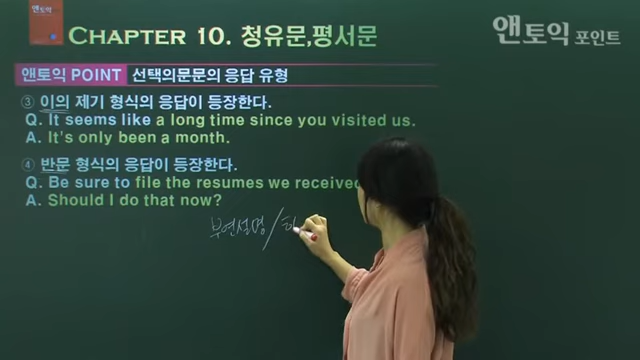 앤토익
CHAPTER 10. 청유문,평서문
앤토익 포인트
앤토익 POINT 선택의문문의 응답 유형
③ 이의 제기 형식의 응답이 등장한다.
Q. It seems like a long time since you visited us.
A. It's only been a month.
④ 반문 형식의 응답이 등장한다.
Q. Be sure to file the resumes we received
A. Should I do that now?
부연설명 /